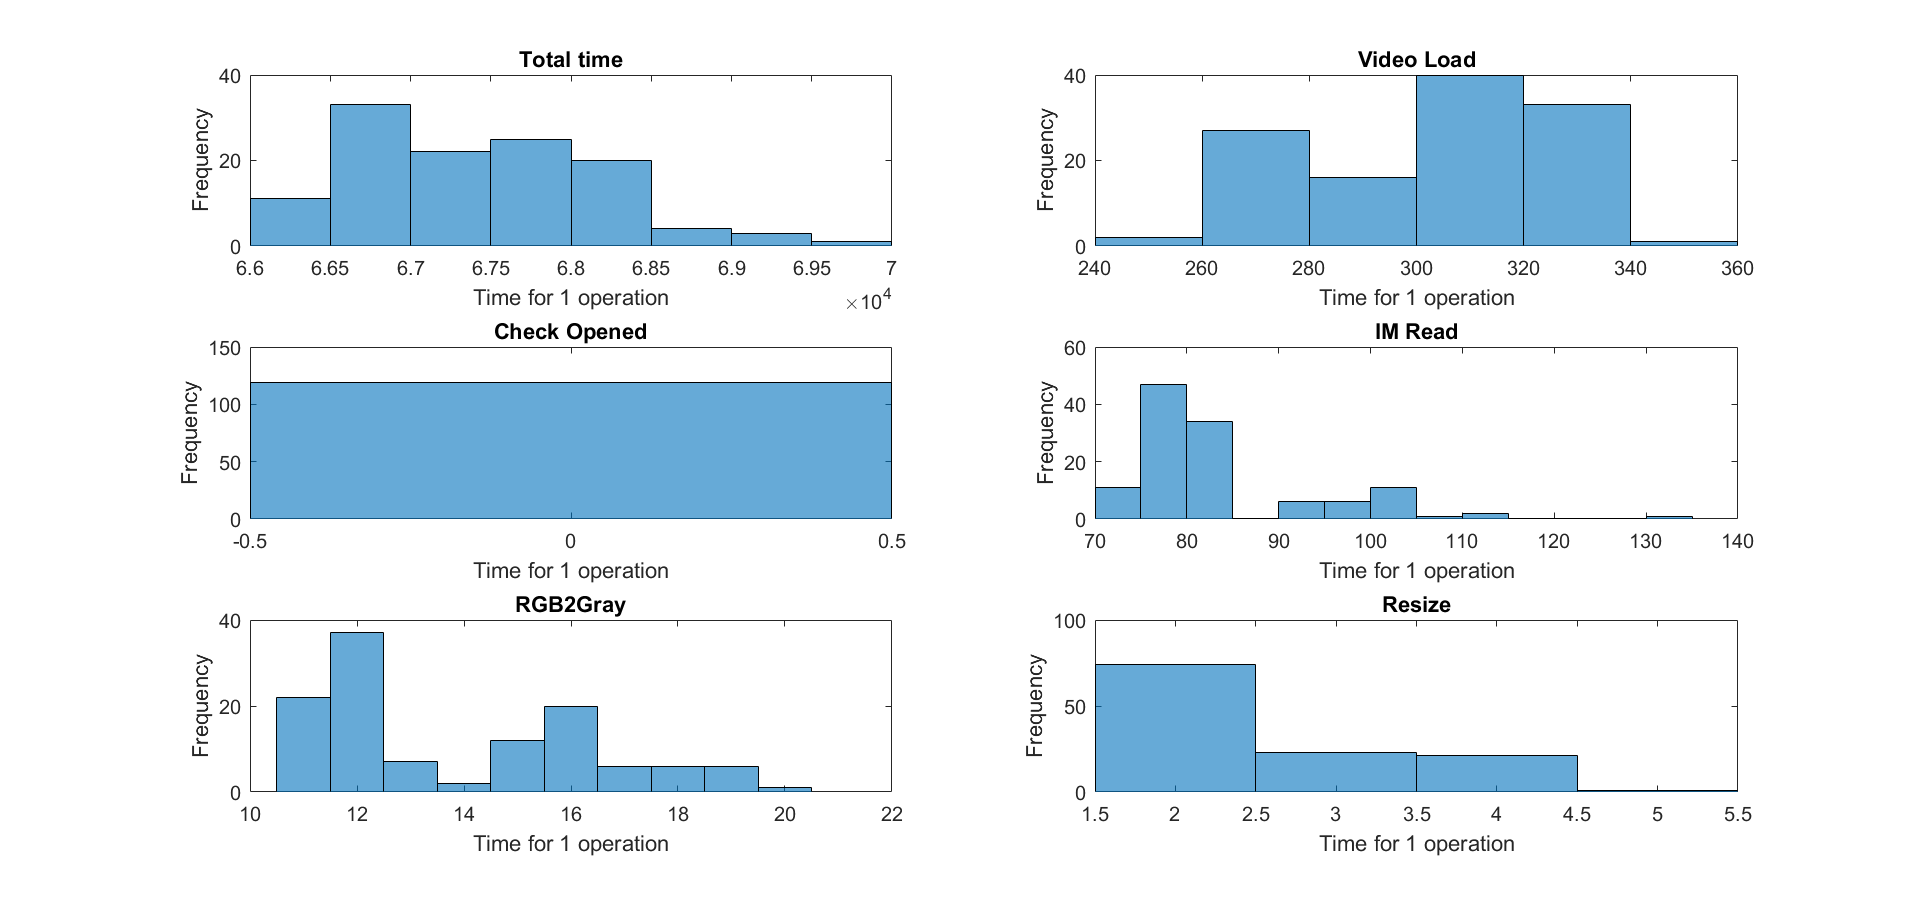 Total time
Frequency
40
20
0
6.6 6.65 6.7 6.75 6.8 6.85 6.9 6.95 7
Time for 1 operation
×10^4
Video Load
Frequency
40
20
0
240 260 280 300 320 340 360
Time for 1 operation
Check Opened
Frequency
150
100
50
0
-0.5 0 0.5
Time for 1 operation
IM Read
Frequency
60
40
20
0
70 80 90 100 110 120 130 140
Time for 1 operation
RGB2Gray
Frequency
40
20
0
10 12 14 16 18 20 22
Time for 1 operation
Resize
Frequency
100
50
0
1.5 2 2.5 3 3.5 4 4.5 5 5.5
Time for 1 operation